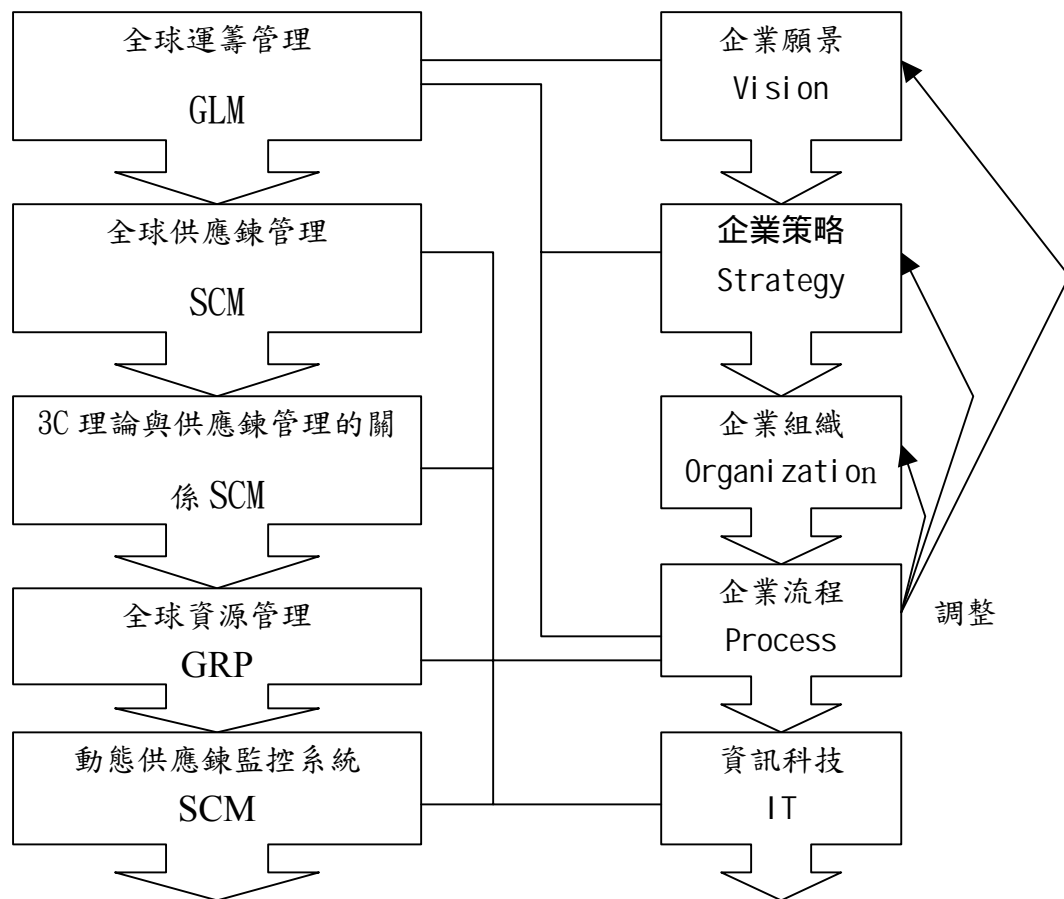 全球運籌管理
GLM
全球供應鍊管理
SCM
3C 理論與供應鍊管理的關
係 SCM
全球資源管理
GRP
動態供應鍊監控系統
SCM
企業願景
Vision
企業策略
Strategy
企業組織
Organization
企業流程
Process
資訊科技
IT
調整